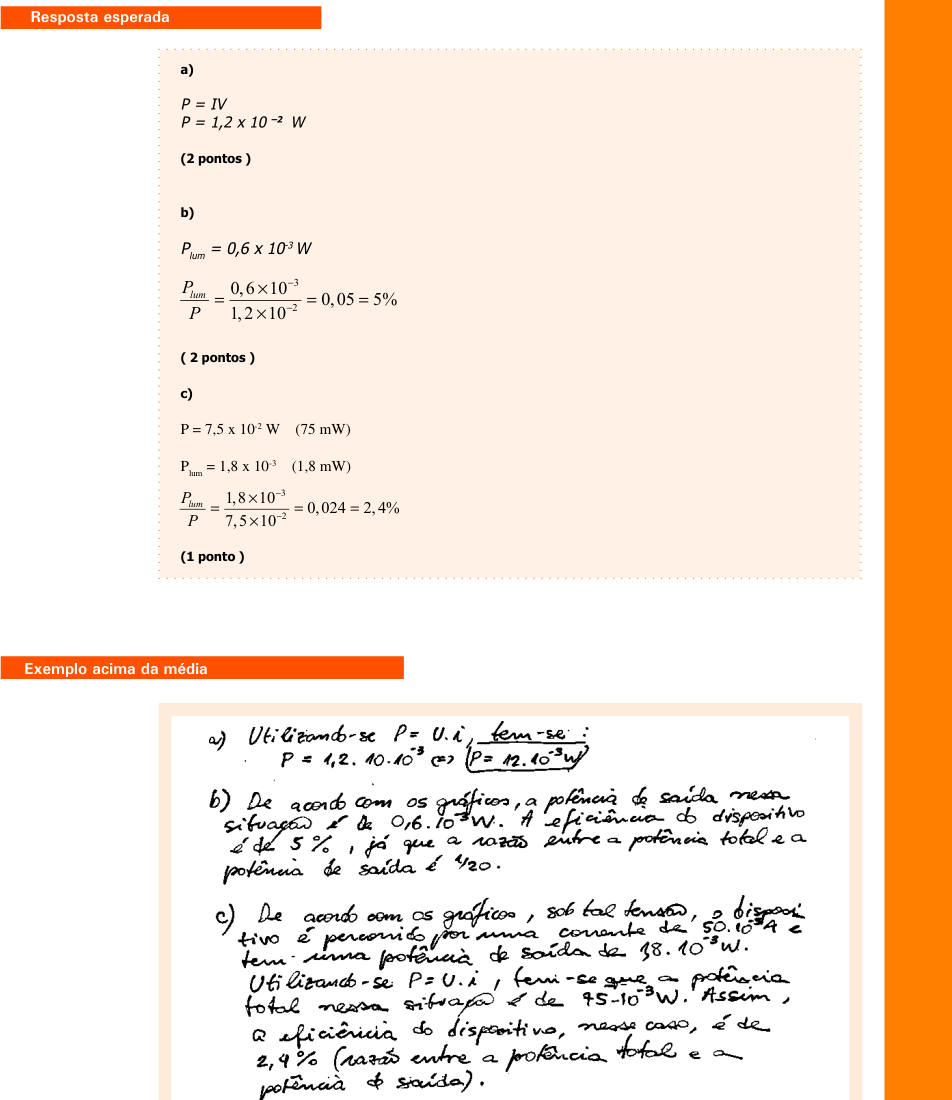 Resposta esperada
a)
P = IV
P = 1,2 x 10⁻² W
(2 pontos )
b)
Pₗᵤₘ = 0,6 x 10⁻³ W
Pₗᵤₘ/P = 0,6×10⁻³/1,2×10⁻² = 0,05 = 5%
( 2 pontos )
c)
P = 7,5 x 10⁻² W (75 mW)
Pₗᵤₘ = 1,8 x 10⁻³ (1,8 mW)
Pₗᵤₘ/P = 1,8×10⁻³/7,5×10⁻² = 0,024 = 2,4%
(1 ponto )
Exemplo acima da média
a) Utilizando-se P = U.i, tem-se :
P = 1,2. 10.10⁻³ <=> P = 12.10⁻³W
b) De acordo com os gráficos, a potência de saída nessa
situação é de 0,6.10⁻³W. A eficiência do dispositivo
é de 5 %, já que a razão entre a potência total e a
potência de saída é 1/20.
c) De acordo com os gráficos, sob tal tensão, o disposi
tivo é percorrido por uma corrente de 50.10⁻³A e
tem uma potência de saída de 18.10⁻³W.
Utilizando-se P=U.i, tem-se que a potência
total nessa situação é de 75.10⁻³W. Assim,
a eficiência do dispositivo, nesse caso, é de
2,4% (razão entre a potência total e a
potência de saída).